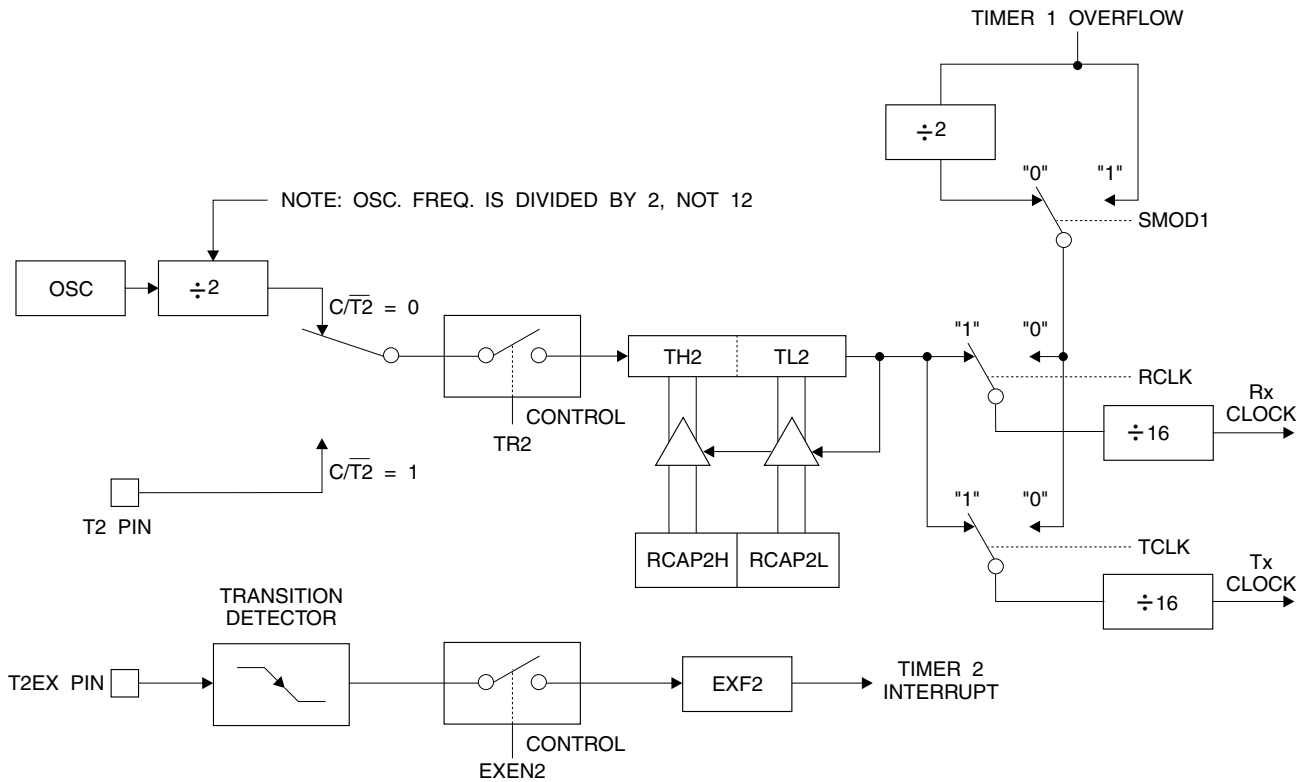 TIMER 1 OVERFLOW
÷2
"0"
"1"
SMOD1
NOTE: OSC. FREQ. IS DIVIDED BY 2, NOT 12
OSC
÷2
C/T̅2̅ = 0
TH2
TL2
"1"
"0"
RCLK
Rx
CLOCK
÷16
CONTROL
TR2
C/T̅2̅ = 1
T2 PIN
RCAP2H
RCAP2L
"1"
"0"
TCLK
Tx
CLOCK
÷16
TRANSITION
DETECTOR
T2EX PIN
EXF2
TIMER 2
INTERRUPT
CONTROL
EXEN2